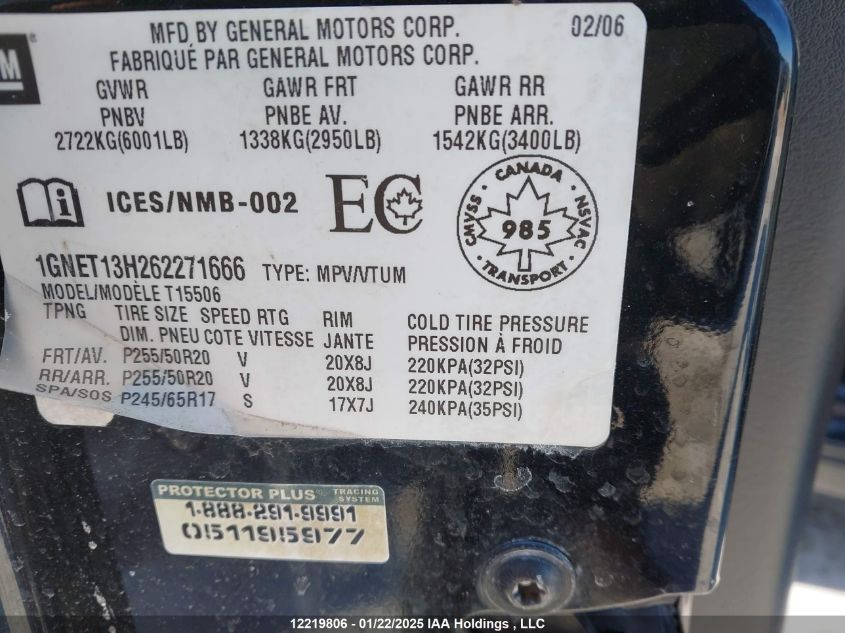 MFD BY GENERAL MOTORS CORP. 02/06
FABRIQUÉ PAR GENERAL MOTORS CORP.
GVWR GAWR FRT GAWR RR
PNBV PNBE AV. PNBE ARR.
2722KG(6001LB) 1338KG(2950LB) 1542KG(3400LB)
ICES/NMB-002 EC
CANADA
CMVSS 985 NSVAC
1GNET13H262271666 TYPE: MPV/VTUM
MODEL/MODÈLE T15506
TPNG TIRE SIZE SPEED RTG RIM COLD TIRE PRESSURE
DIM. PNEU COTE VITESSE JANTE PRESSION À FROID
FRT/AV. P255/50R20 V 20X8J 220KPA(32PSI)
RR/ARR. P255/50R20 V 20X8J 220KPA(32PSI)
SPA/SOS P245/65R17 S 17X7J 240KPA(35PSI)
PROTECTOR PLUS TRACING SYSTEM
1-888-291-9991
0511915977
12219806 - 01/22/2025 IAA Holdings , LLC